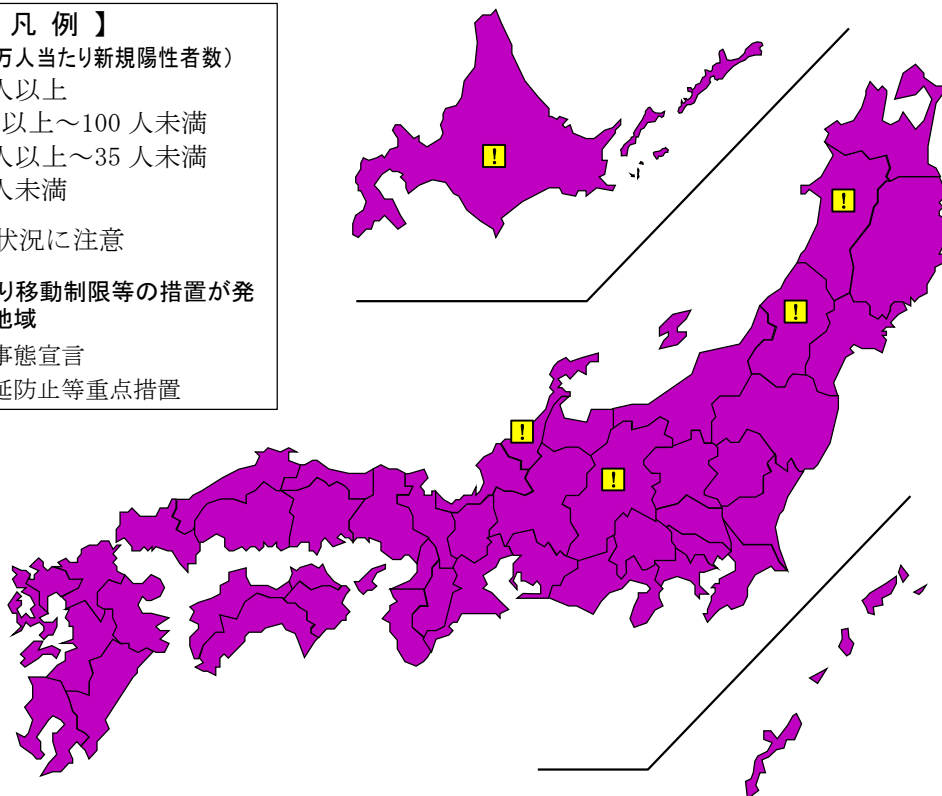 凡 例 】
万人当たり新規陽性者数）
人以上
以上～100 人未満
人以上～35 人未満
人未満
状況に注意
り移動制限等の措置が発
地域
事態宣言
延防止等重点措置
!
!
!
!
!